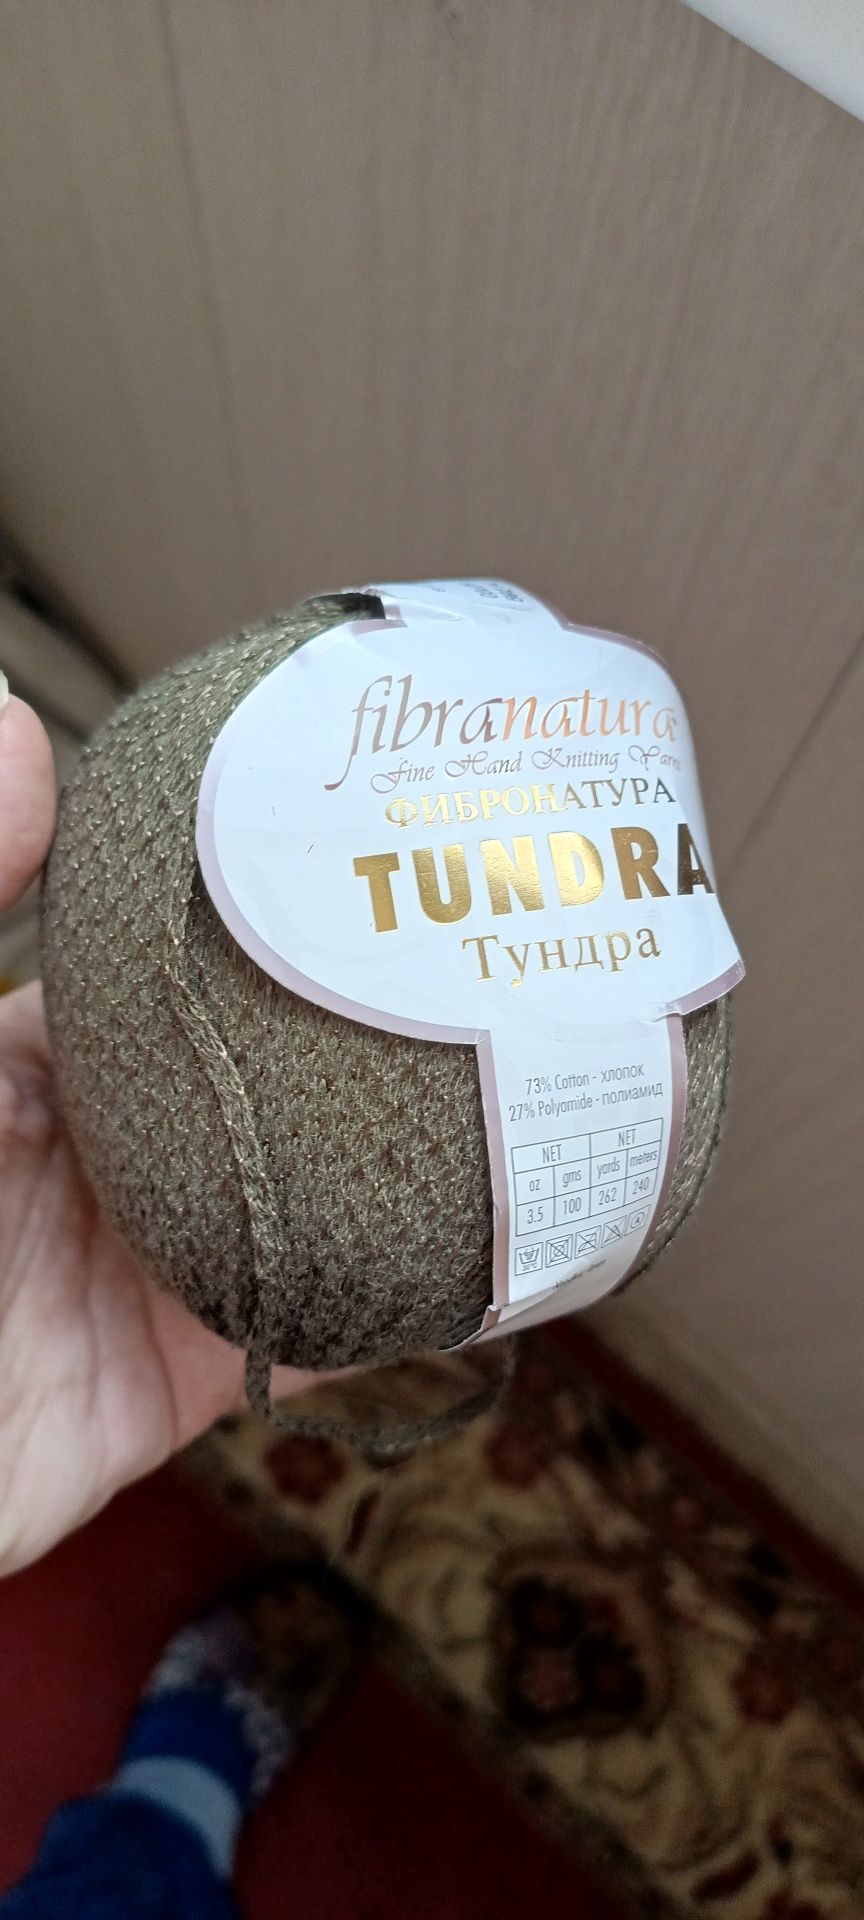 fibranatura®
Fine Hand Knitting Yarns
ФИБРОНАТУРА
TUNDRA
Тундра
73% Cotton - хлопок
27% Polyamide - полиамид
NET NET
oz gms yards meters
3.5 100 262 240
30°C